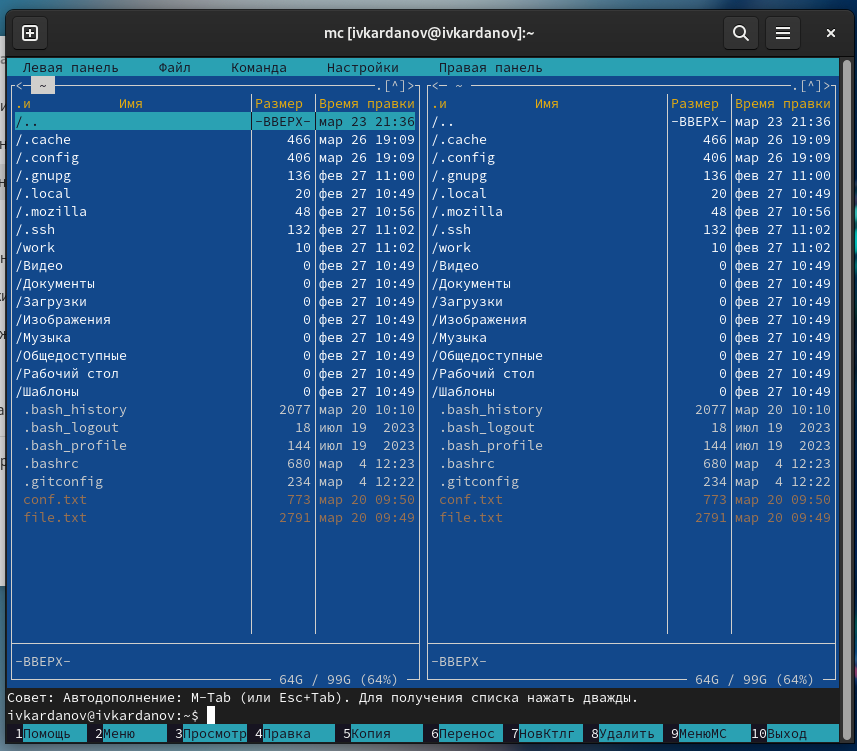 mc [ivkardanov@ivkardanov]:~
Левая панель Файл Команда Настройки Правая панель
<- ~ .[^]> <- ~ .[^]>
.и Имя Размер Время правки .и Имя Размер Время правки
/.. -ВВЕРХ- мар 23 21:36 /.. -ВВЕРХ- мар 23 21:36
/.cache 466 мар 26 19:09 /.cache 466 мар 26 19:09
/.config 406 мар 26 19:09 /.config 406 мар 26 19:09
/.gnupg 136 фев 27 11:00 /.gnupg 136 фев 27 11:00
/.local 20 фев 27 10:49 /.local 20 фев 27 10:49
/.mozilla 48 фев 27 10:56 /.mozilla 48 фев 27 10:56
/.ssh 132 фев 27 11:02 /.ssh 132 фев 27 11:02
/work 10 фев 27 11:02 /work 10 фев 27 11:02
/Видео 0 фев 27 10:49 /Видео 0 фев 27 10:49
/Документы 0 фев 27 10:49 /Документы 0 фев 27 10:49
/Загрузки 0 фев 27 10:49 /Загрузки 0 фев 27 10:49
/Изображения 0 фев 27 10:49 /Изображения 0 фев 27 10:49
/Музыка 0 фев 27 10:49 /Музыка 0 фев 27 10:49
/Общедоступные 0 фев 27 10:49 /Общедоступные 0 фев 27 10:49
/Рабочий стол 0 фев 27 10:49 /Рабочий стол 0 фев 27 10:49
/Шаблоны 0 фев 27 10:49 /Шаблоны 0 фев 27 10:49
.bash_history 2077 мар 20 10:10 .bash_history 2077 мар 20 10:10
.bash_logout 18 июл 19 2023 .bash_logout 18 июл 19 2023
.bash_profile 144 июл 19 2023 .bash_profile 144 июл 19 2023
.bashrc 680 мар 4 12:23 .bashrc 680 мар 4 12:23
.gitconfig 234 мар 4 12:22 .gitconfig 234 мар 4 12:22
conf.txt 773 мар 20 09:50 conf.txt 773 мар 20 09:50
file.txt 2791 мар 20 09:49 file.txt 2791 мар 20 09:49
-ВВЕРХ- -ВВЕРХ-
64G / 99G (64%) 64G / 99G (64%)
Совет: Автодополнение: M-Tab (или Esc+Tab). Для получения списка нажать дважды.
ivkardanov@ivkardanov:~$
1Помощь 2Меню 3Просмотр 4Правка 5Копия 6Перенос 7НовКтлг 8Удалить 9МенюMC 10Выход